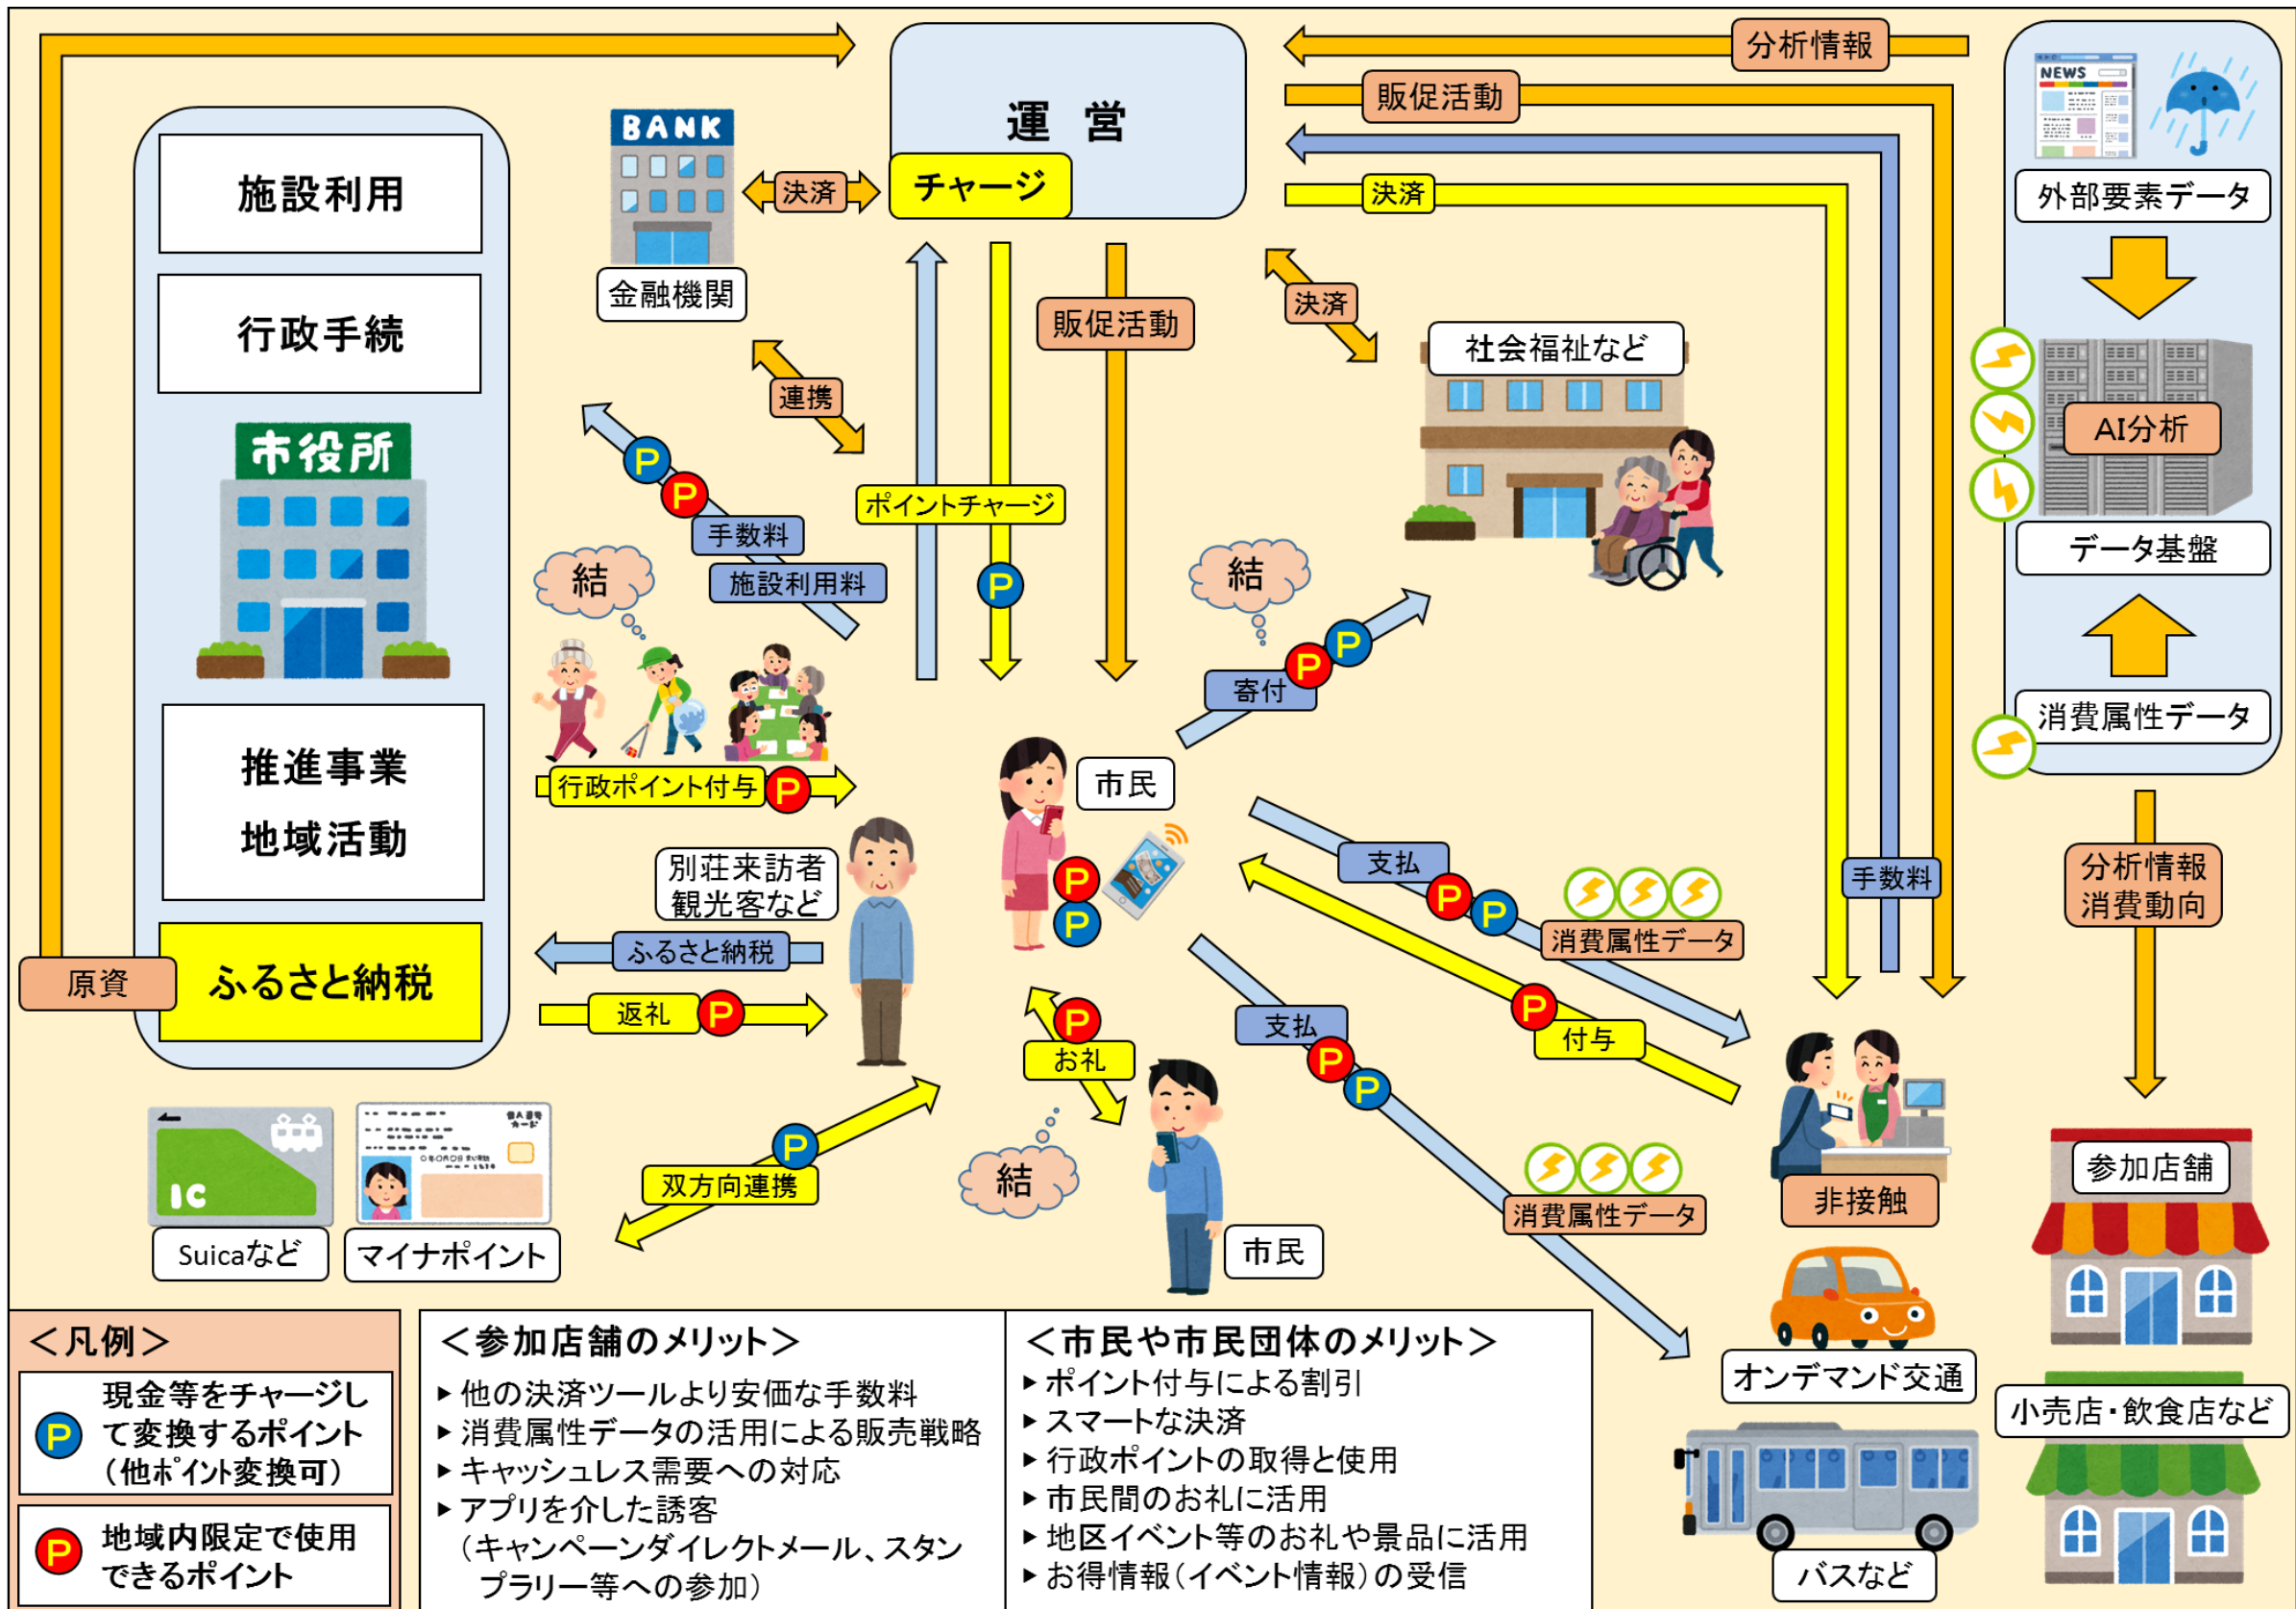 分析情報
販促活動
運 営
チャージ
決済
決済
BANK
金融機関
NEWS
外部要素データ
AI分析
データ基盤
消費属性データ
分析情報
消費動向
施設利用
行政手続
市役所
推進事業
地域活動
ふるさと納税
原資
連携
販促活動
決済
社会福祉など
ポイントチャージ
P
P
P
手数料
施設利用料
結
結
P
P
寄付
行政ポイント付与
P
市民
別荘来訪者
観光客など
ふるさと納税
返礼
P
P
P
支払
P
P
消費属性データ
手数料
P
付与
支払
P
P
消費属性データ
P
お礼
結
市民
P
双方向連携
IC
Suicaなど
個人番号
カード
マイナポイント
非接触
参加店舗
オンデマンド交通
小売店・飲食店など
バスなど
＜凡例＞
P
現金等をチャージし
て変換するポイント
（他ポイント変換可）
P
地域内限定で使用
できるポイント
＜参加店舗のメリット＞
▶他の決済ツールより安価な手数料
▶消費属性データの活用による販売戦略
▶キャッシュレス需要への対応
▶アプリを介した誘客
（キャンペーンダイレクトメール、スタン
プラリー等への参加）
＜市民や市民団体のメリット＞
▶ポイント付与による割引
▶スマートな決済
▶行政ポイントの取得と使用
▶市民間のお礼に活用
▶地区イベント等のお礼や景品に活用
▶お得情報（イベント情報）の受信